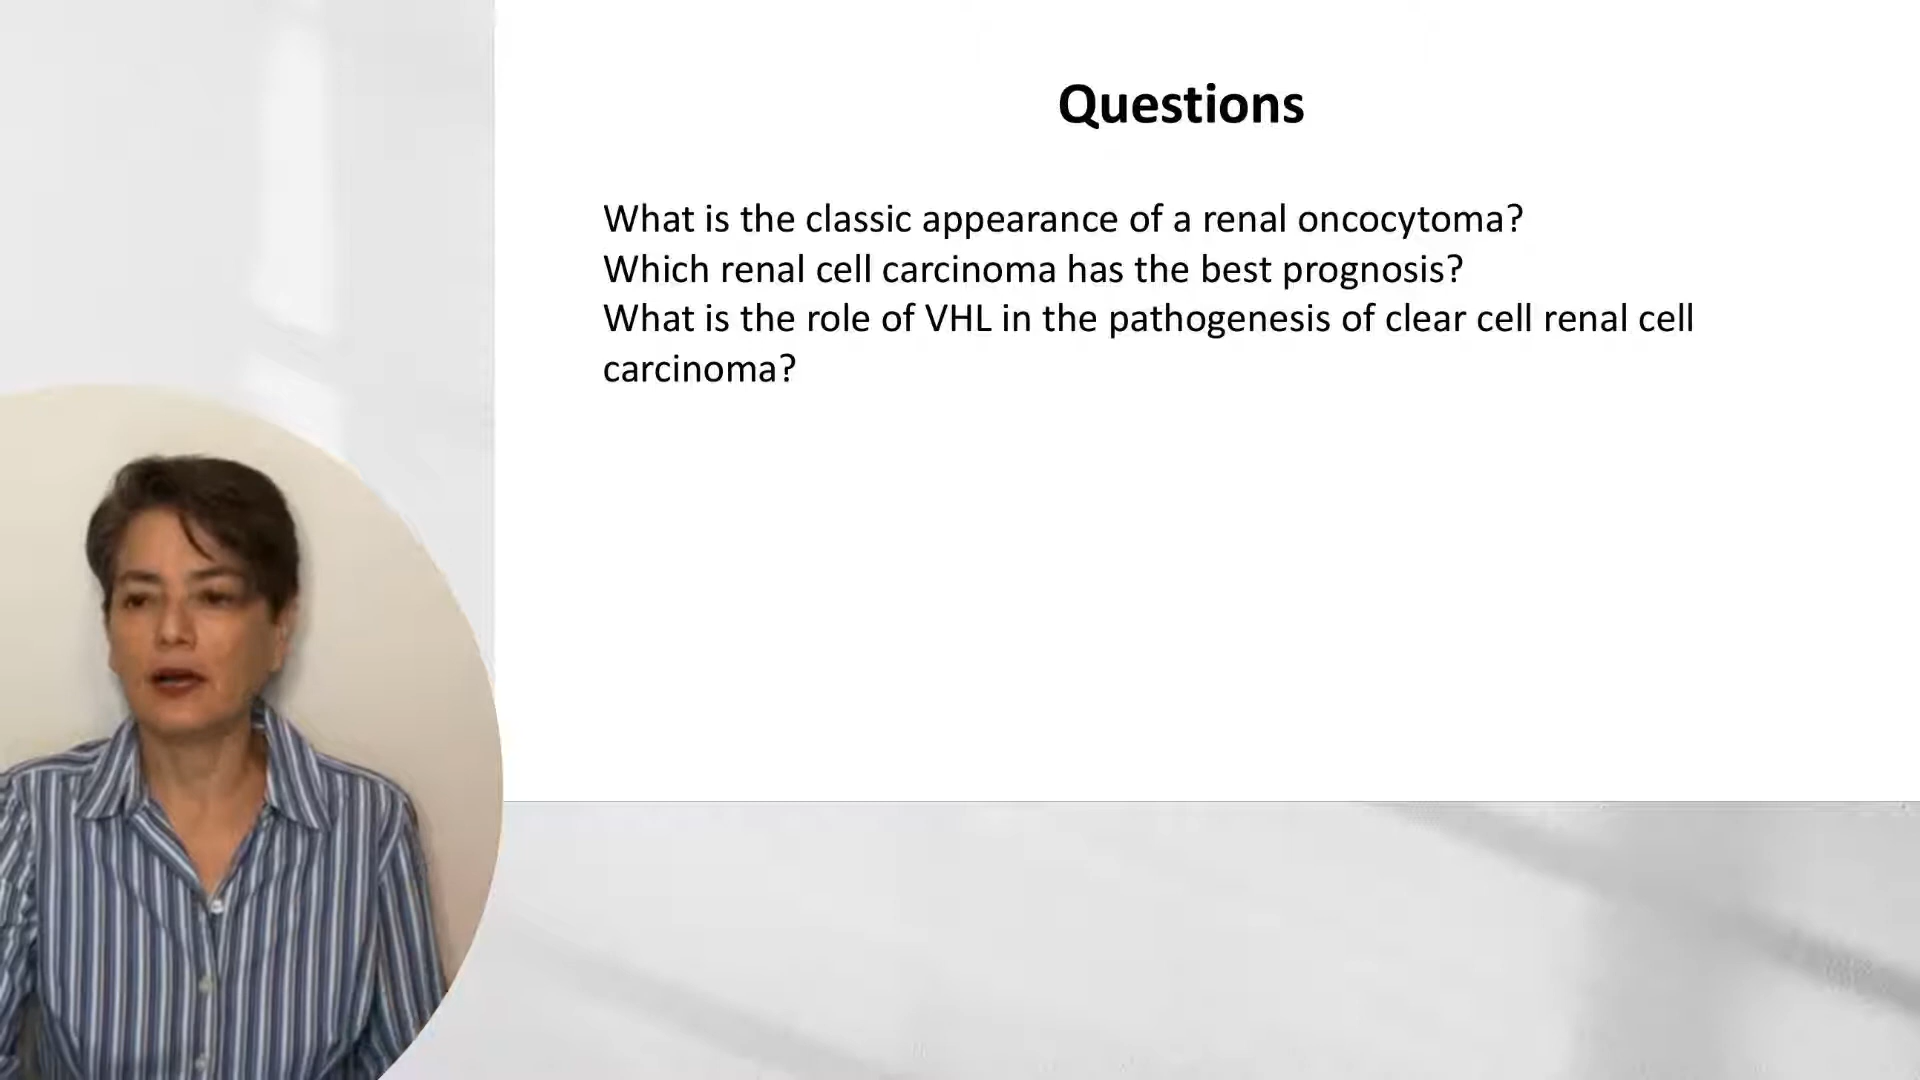 Questions
What is the classic appearance of a renal oncocytoma?
Which renal cell carcinoma has the best prognosis?
What is the role of VHL in the pathogenesis of clear cell renal cell
carcinoma?